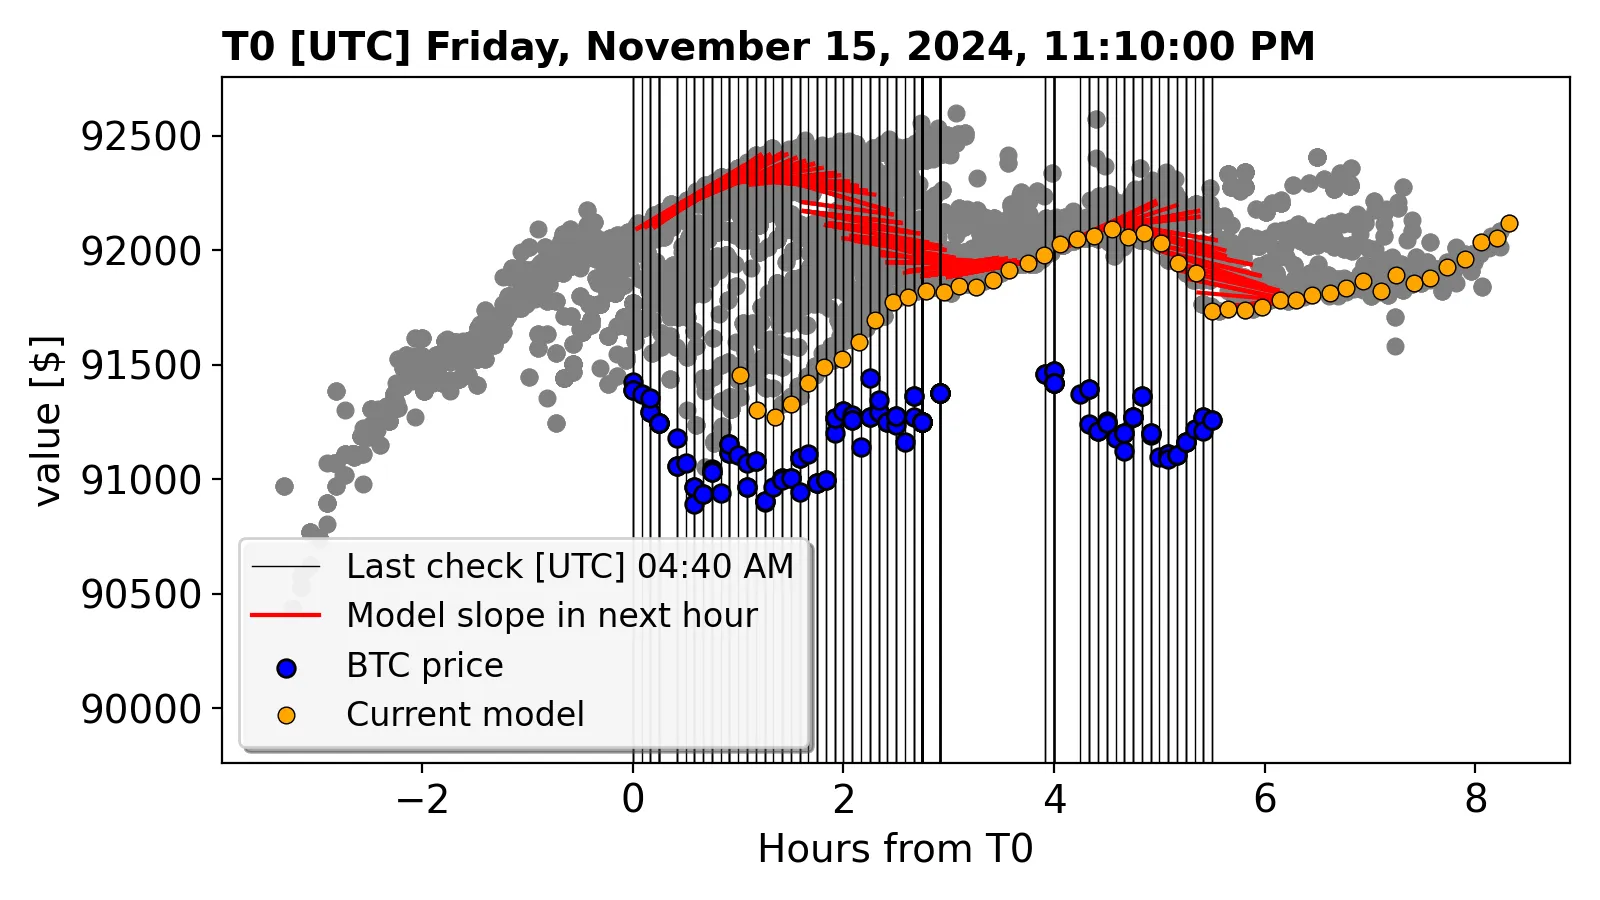 T0 [UTC] Friday, November 15, 2024, 11:10:00 PM
value [$]
92500
92000
91500
91000
90500
90000
Last check [UTC] 04:40 AM
Model slope in next hour
BTC price
Current model
−2 0 2 4 6 8
Hours from T0